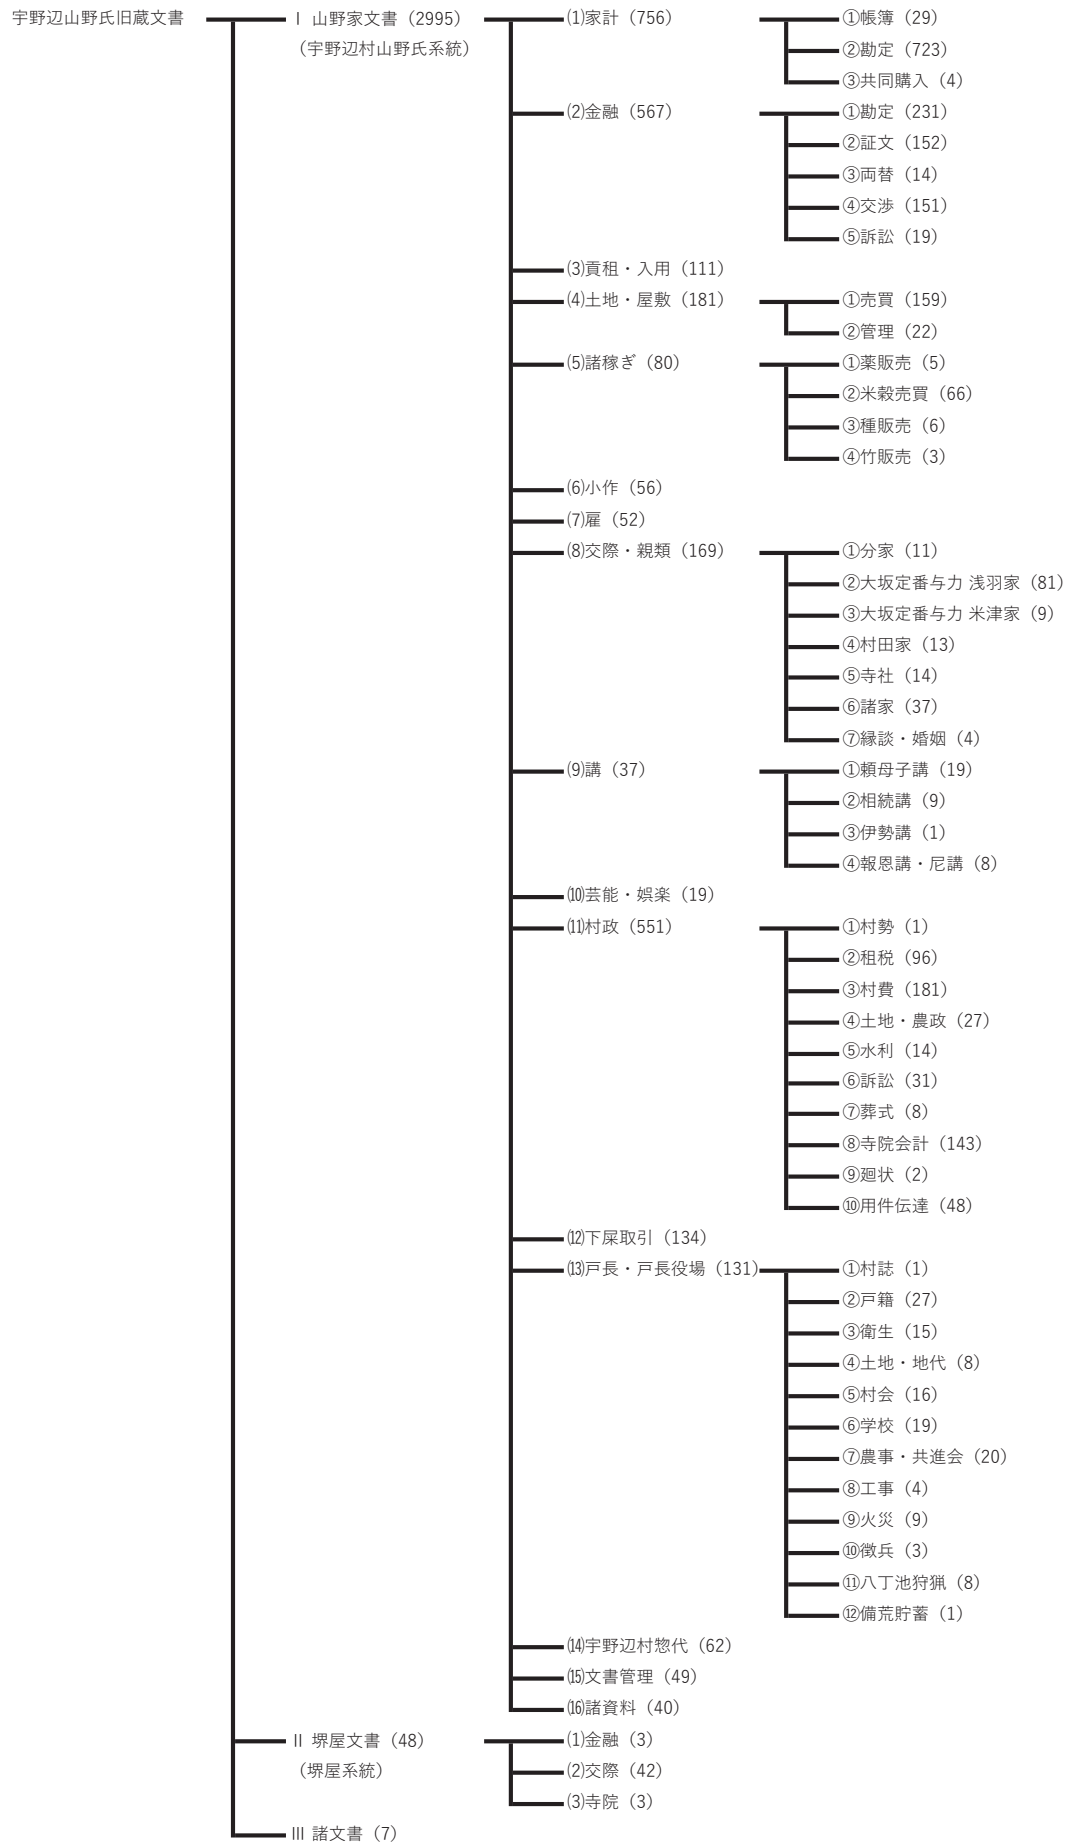 宇野辺山野氏旧蔵文書
Ⅰ 山野家文書（2995）
（宇野辺村山野氏系統）
⑴家計（756）
①帳簿（29）
②勘定（723）
③共同購入（4）
⑵金融（567）
①勘定（231）
②証文（152）
③両替（14）
④交渉（151）
⑤訴訟（19）
⑶貢租・入用（111）
⑷土地・屋敷（181）
①売買（159）
②管理（22）
⑸諸稼ぎ（80）
①薬販売（5）
②米穀売買（66）
③種販売（6）
④竹販売（3）
⑹小作（56）
⑺雇（52）
⑻交際・親類（169）
①分家（11）
②大坂定番与力 浅羽家（81）
③大坂定番与力 米津家（9）
④村田家（13）
⑤寺社（14）
⑥諸家（37）
⑦縁談・婚姻（4）
⑼講（37）
①頼母子講（19）
②相続講（9）
③伊勢講（1）
④報恩講・尼講（8）
⑽芸能・娯楽（19）
⑾村政（551）
①村勢（1）
②租税（96）
③村費（181）
④土地・農政（27）
⑤水利（14）
⑥訴訟（31）
⑦葬式（8）
⑧寺院会計（143）
⑨廻状（2）
⑩用件伝達（48）
⑿下屎取引（134）
⒀戸長・戸長役場（131）
①村誌（1）
②戸籍（27）
③衛生（15）
④土地・地代（8）
⑤村会（16）
⑥学校（19）
⑦農事・共進会（20）
⑧工事（4）
⑨火災（9）
⑩徴兵（3）
⑪八丁池狩猟（8）
⑫備荒貯蓄（1）
⒁宇野辺村惣代（62）
⒂文書管理（49）
⒃諸資料（40）
Ⅱ 堺屋文書（48）
（堺屋系統）
⑴金融（3）
⑵交際（42）
⑶寺院（3）
Ⅲ 諸文書（7）